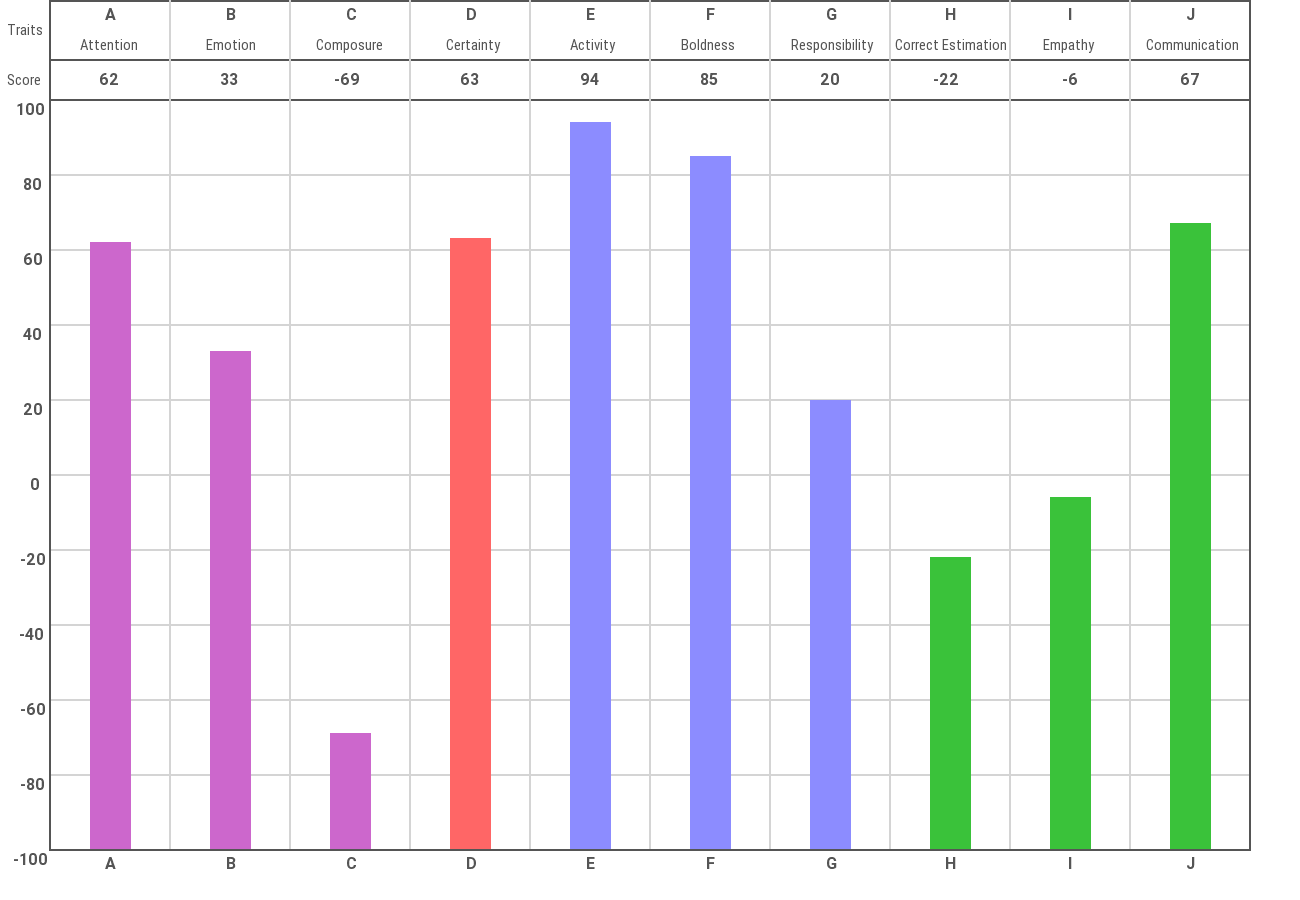 Traits A B C D E F G H I J
Attention Emotion Composure Certainty Activity Boldness Responsibility Correct Estimation Empathy Communication
Score 62 33 -69 63 94 85 20 -22 -6 67
100
80
60
40
20
0
-20
-40
-60
-80
-100
A B C D E F G H I J